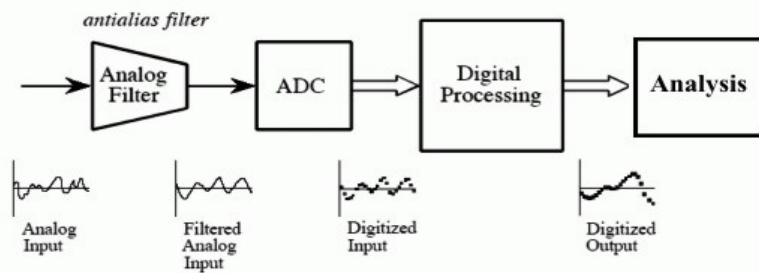 antialias filter
Analog
Filter
ADC
Digital
Processing
Analysis
Analog
Input
Filtered
Analog
Input
Digitized
Input
Digitized
Output